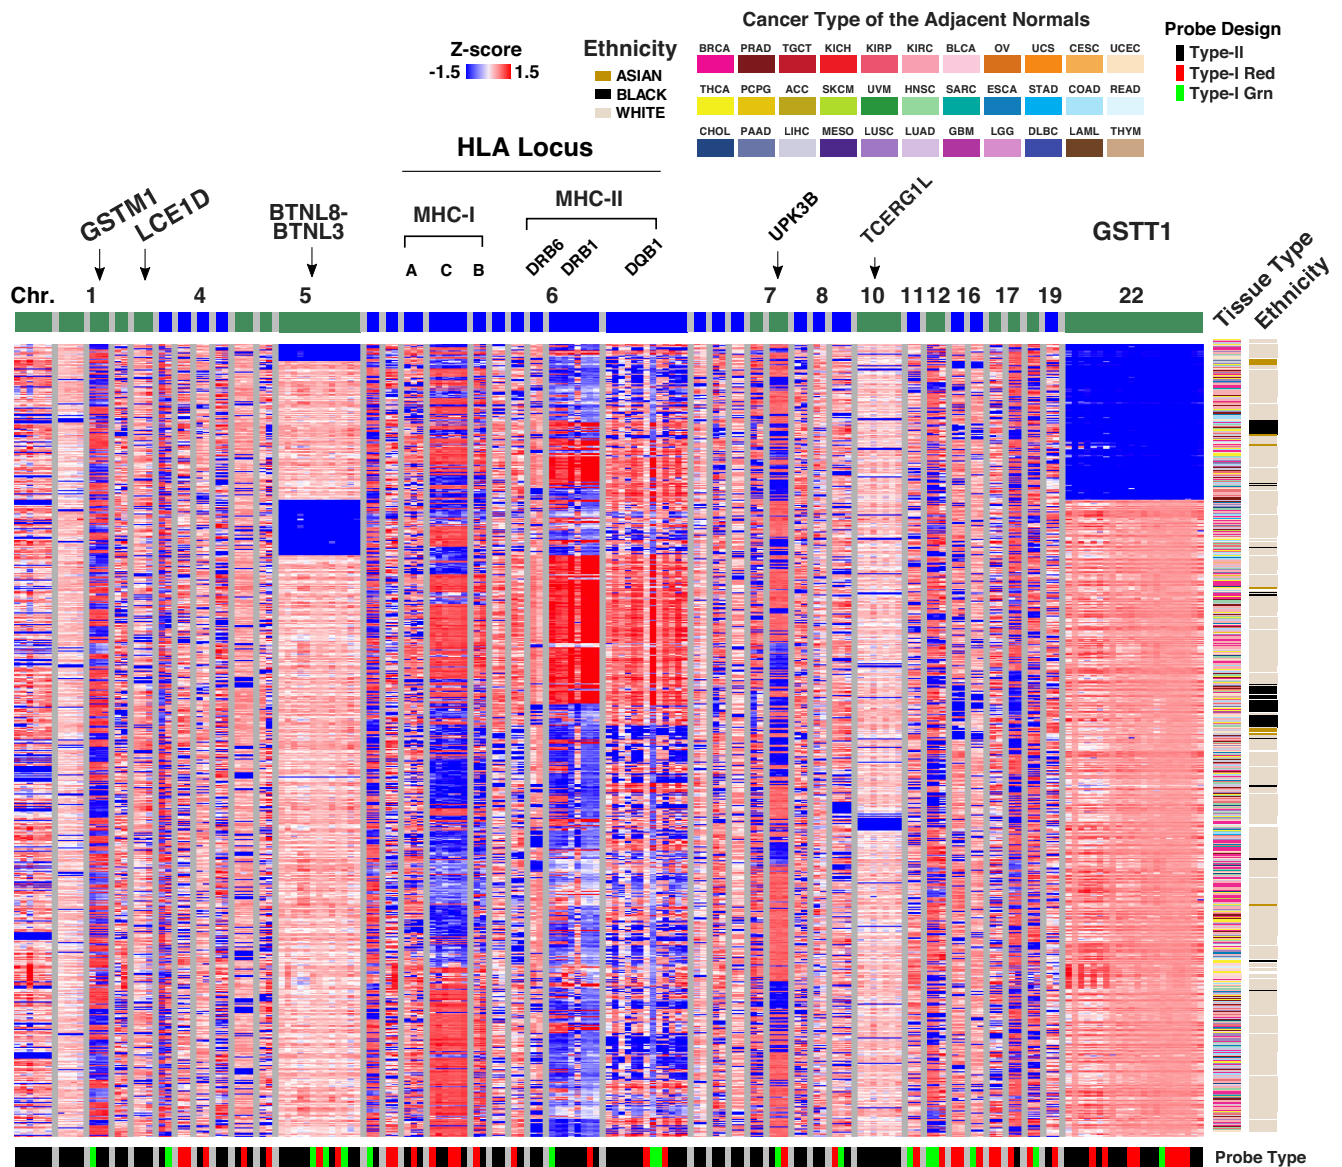 Cancer Type of the Adjacent Normals
Z-score
-1.5 1.5
Ethnicity
ASIAN
BLACK
WHITE
BRCA PRAD TGCT KICH KIRP KIRC BLCA OV UCS CESC UCEC
THCA PCPG ACC SKCM UVM HNSC SARC ESCA STAD COAD READ
CHOL PAAD LIHC MESO LUSC LUAD GBM LGG DLBC LAML THYM
Probe Design
Type-II
Type-I Red
Type-I Grn
HLA Locus
GSTM1
LCE1D
BTNL8-
BTNL3
MHC-I
MHC-II
A C B
DRB6
DRB1
DQB1
UPK3B
TCERG1L
GSTT1
Tissue Type
Ethnicity
Chr. 1 4 5 6 7 8 10 11 12 16 17 19 22
Probe Type